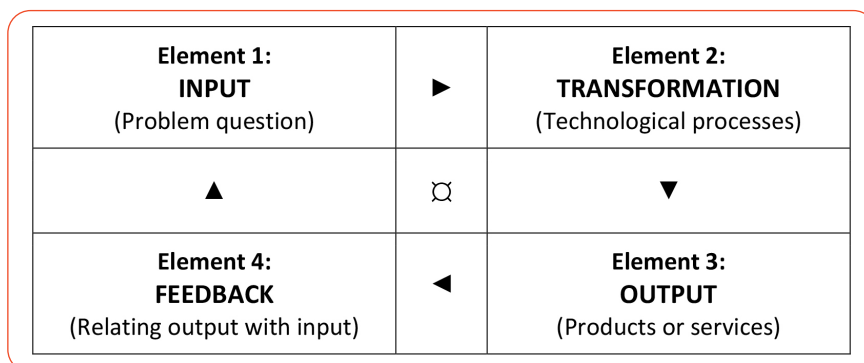 Element 1:
INPUT
(Problem question)
►
Element 2:
TRANSFORMATION
(Technological processes)
▲
¤
▼
Element 4:
FEEDBACK
(Relating output with input)
◄
Element 3:
OUTPUT
(Products or services)